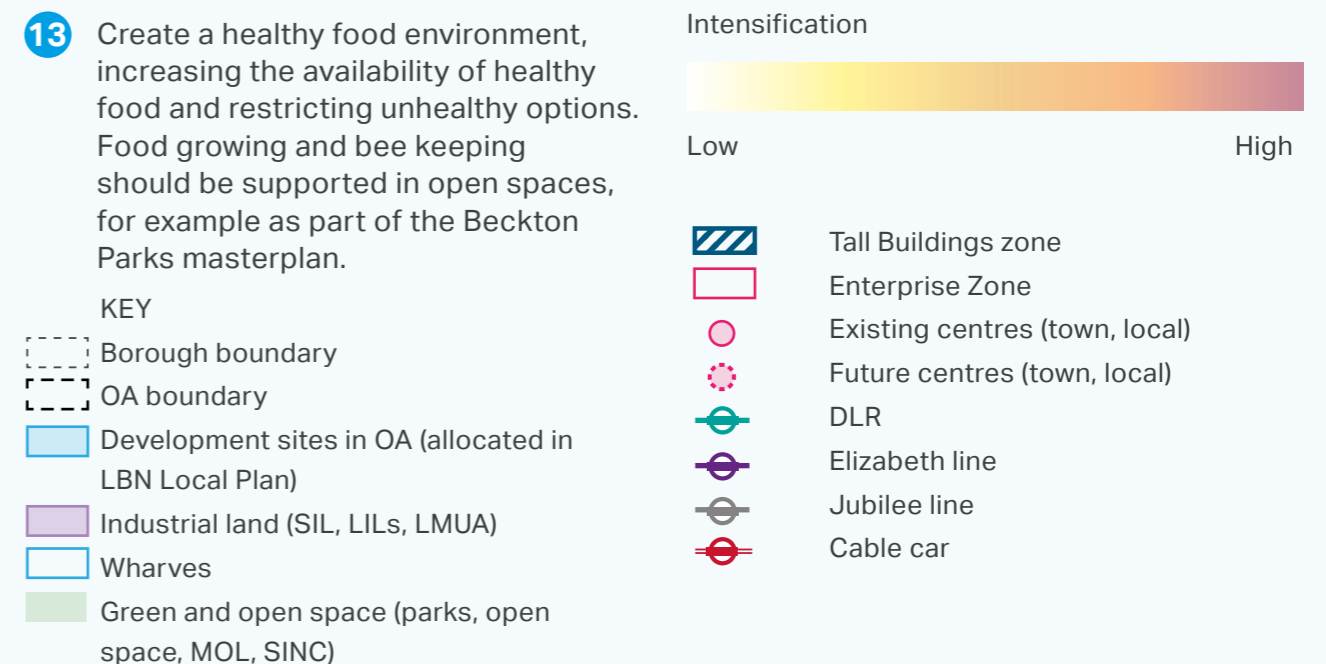 13 Create a healthy food environment,
increasing the availability of healthy
food and restricting unhealthy options.
Food growing and bee keeping
should be supported in open spaces,
for example as part of the Beckton
Parks masterplan.
KEY
Borough boundary
OA boundary
Development sites in OA (allocated in
LBN Local Plan)
Industrial land (SIL, LILs, LMUA)
Wharves
Green and open space (parks, open
space, MOL, SINC)
Intensification
Low High
Tall Buildings zone
Enterprise Zone
Existing centres (town, local)
Future centres (town, local)
DLR
Elizabeth line
Jubilee line
Cable car